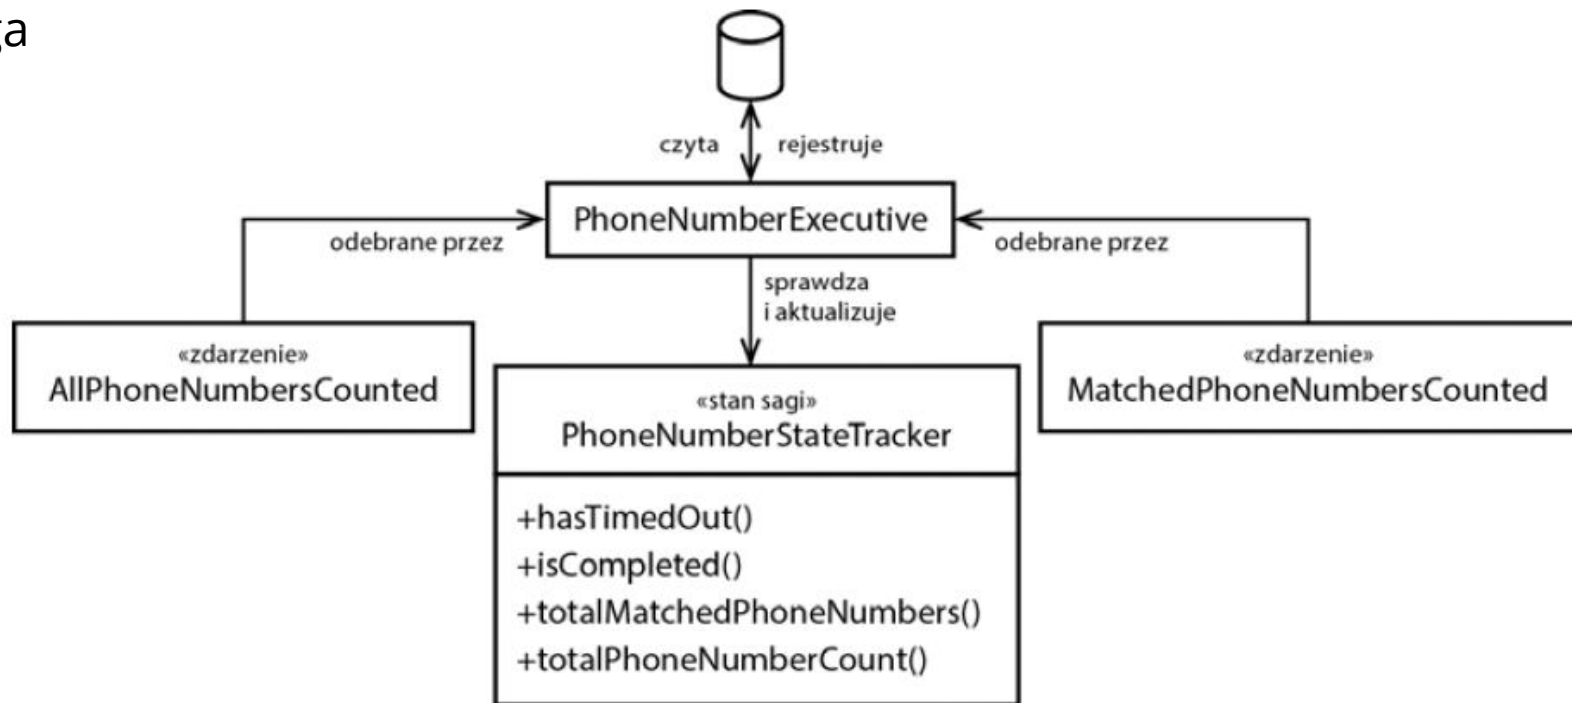 czyta
rejestruje
PhoneNumberExecutive
odebrane przez
odebrane przez
sprawdza
i aktualizuje
«zdarzenie»
AllPhoneNumbersCounted
«stan sagi»
PhoneNumberStateTracker
«zdarzenie»
MatchedPhoneNumbersCounted
+hasTimedOut()
+isCompleted()
+totalMatchedPhoneNumbers()
+totalPhoneNumberCount()